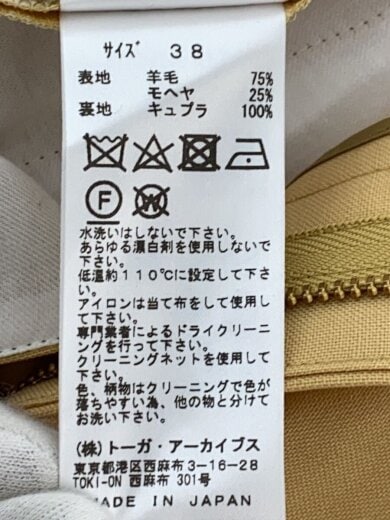 サイズ 38
表地 羊毛 75%
モヘヤ 25%
裏地 キュプラ 100%
F W
水洗いはしないで下さい。
あらゆる漂白剤を使用しないで
下さい。
低温約110℃に設定して下さ
い。
アイロンは当て布をして使用し
て下さい。
専門業者によるドライクリーニ
ングを行って下さい。
クリーニングネットを使用して
下さい。
色、柄物はクリーニングで色が
落ちやすい為、他の物と分けて
お洗い下さい。
(株)トーガ・アーカイブス
東京都港区西麻布3-16-28
TOKI-ON 西麻布 301号
MADE IN JAPAN